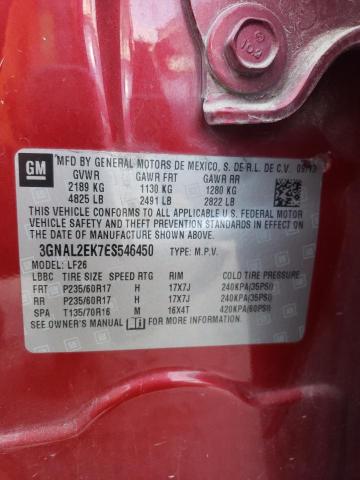 GM
MFD BY GENERAL MOTORS DE MEXICO, S. DE R.L. DE C.V. 09/13
GVWR GAWR FRT GAWR RR
2189 KG 1130 KG 1280 KG
4825 LB 2491 LB 2822 LB
THIS VEHICLE CONFORMS TO ALL APPLICABLE U.S. FEDERAL MOTOR
VEHICLE SAFETY, BUMPER, AND THEFT PREVENTION STANDARDS
IN EFFECT ON THE DATE OF MANUFACTURE SHOWN ABOVE.
3GNAL2EK7ES546450 TYPE: M.P.V.
MODEL: LF26
LBBC TIRE SIZE SPEED RTG RIM COLD TIRE PRESSURE
FRT P235/60R17 H 17X7J 240KPA(35PSI)
RR P235/60R17 H 17X7J 240KPA(35PSI)
SPA T135/70R16 M 16X4T 420KPA(60PSI)
SEE OWNER'S MANUAL FOR MORE INFORMATION.